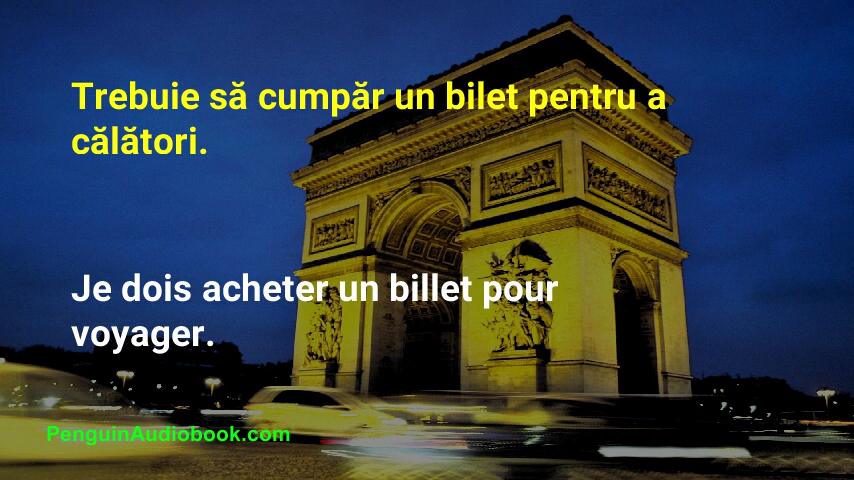 Trebuie să cumpăr un bilet pentru a
călători.
Je dois acheter un billet pour
voyager.
PenguinAudiobook.com